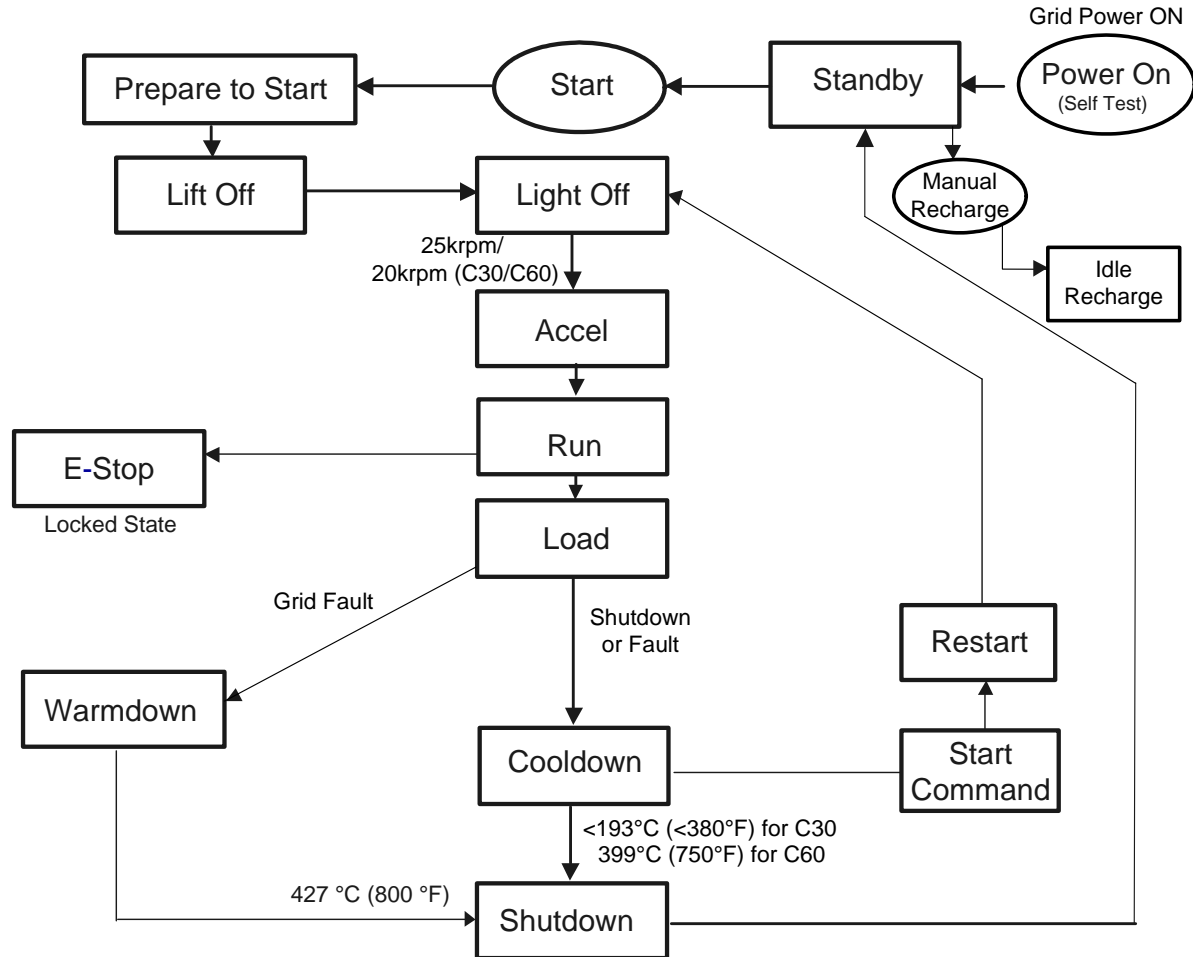 Grid Power ON
Prepare to Start
Start
Standby
Power On
(Self Test)
Lift Off
Light Off
Manual
Recharge
25krpm/
20krpm (C30/C60)
Idle
Recharge
Accel
Run
E-Stop
Locked State
Load
Grid Fault
Shutdown
or Fault
Restart
Warmdown
Cooldown
Start
Command
<193°C (<380°F) for C30
399°C (750°F) for C60
427 °C (800 °F)
Shutdown